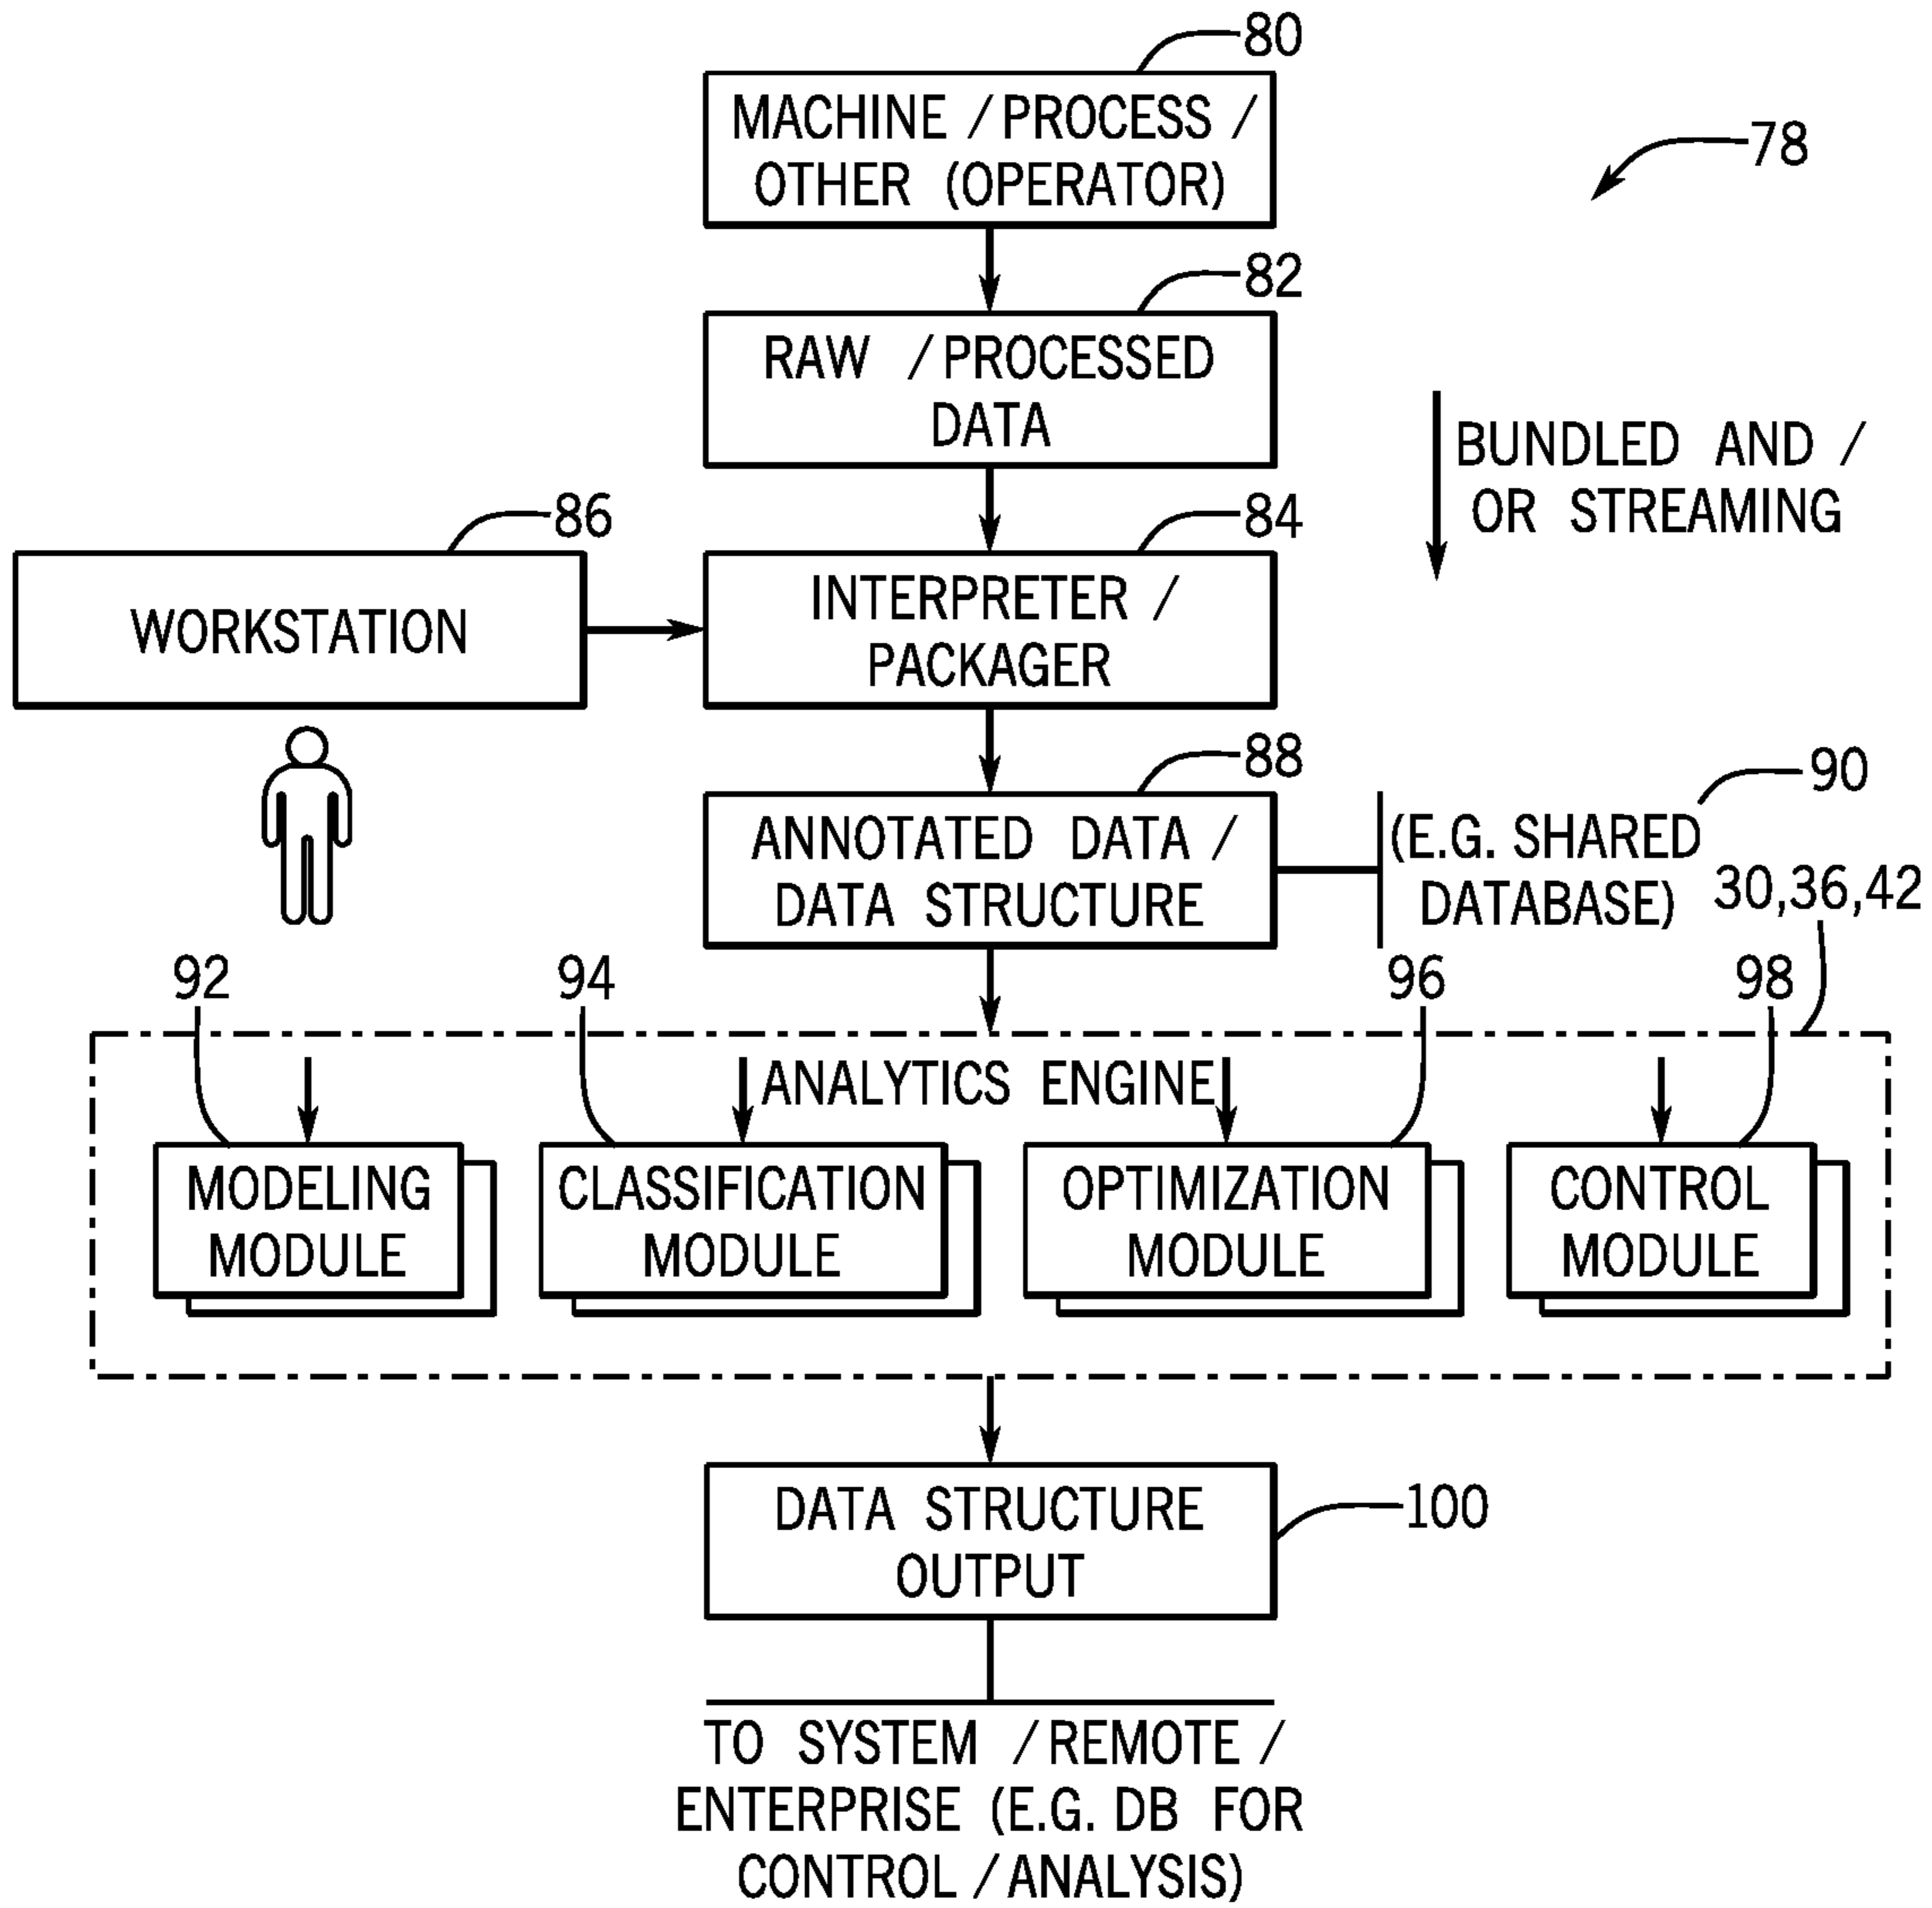 80
MACHINE / PROCESS /
OTHER (OPERATOR)
78
82
RAW / PROCESSED
DATA
BUNDLED AND /
OR STREAMING
86
84
WORKSTATION
INTERPRETER /
PACKAGER
88
90
ANNOTATED DATA /
DATA STRUCTURE
(E.G. SHARED
DATABASE)
30,36,42
92
94
96
98
ANALYTICS ENGINE
MODELING
MODULE
CLASSIFICATION
MODULE
OPTIMIZATION
MODULE
CONTROL
MODULE
DATA STRUCTURE
OUTPUT
100
TO SYSTEM / REMOTE /
ENTERPRISE (E.G. DB FOR
CONTROL / ANALYSIS)